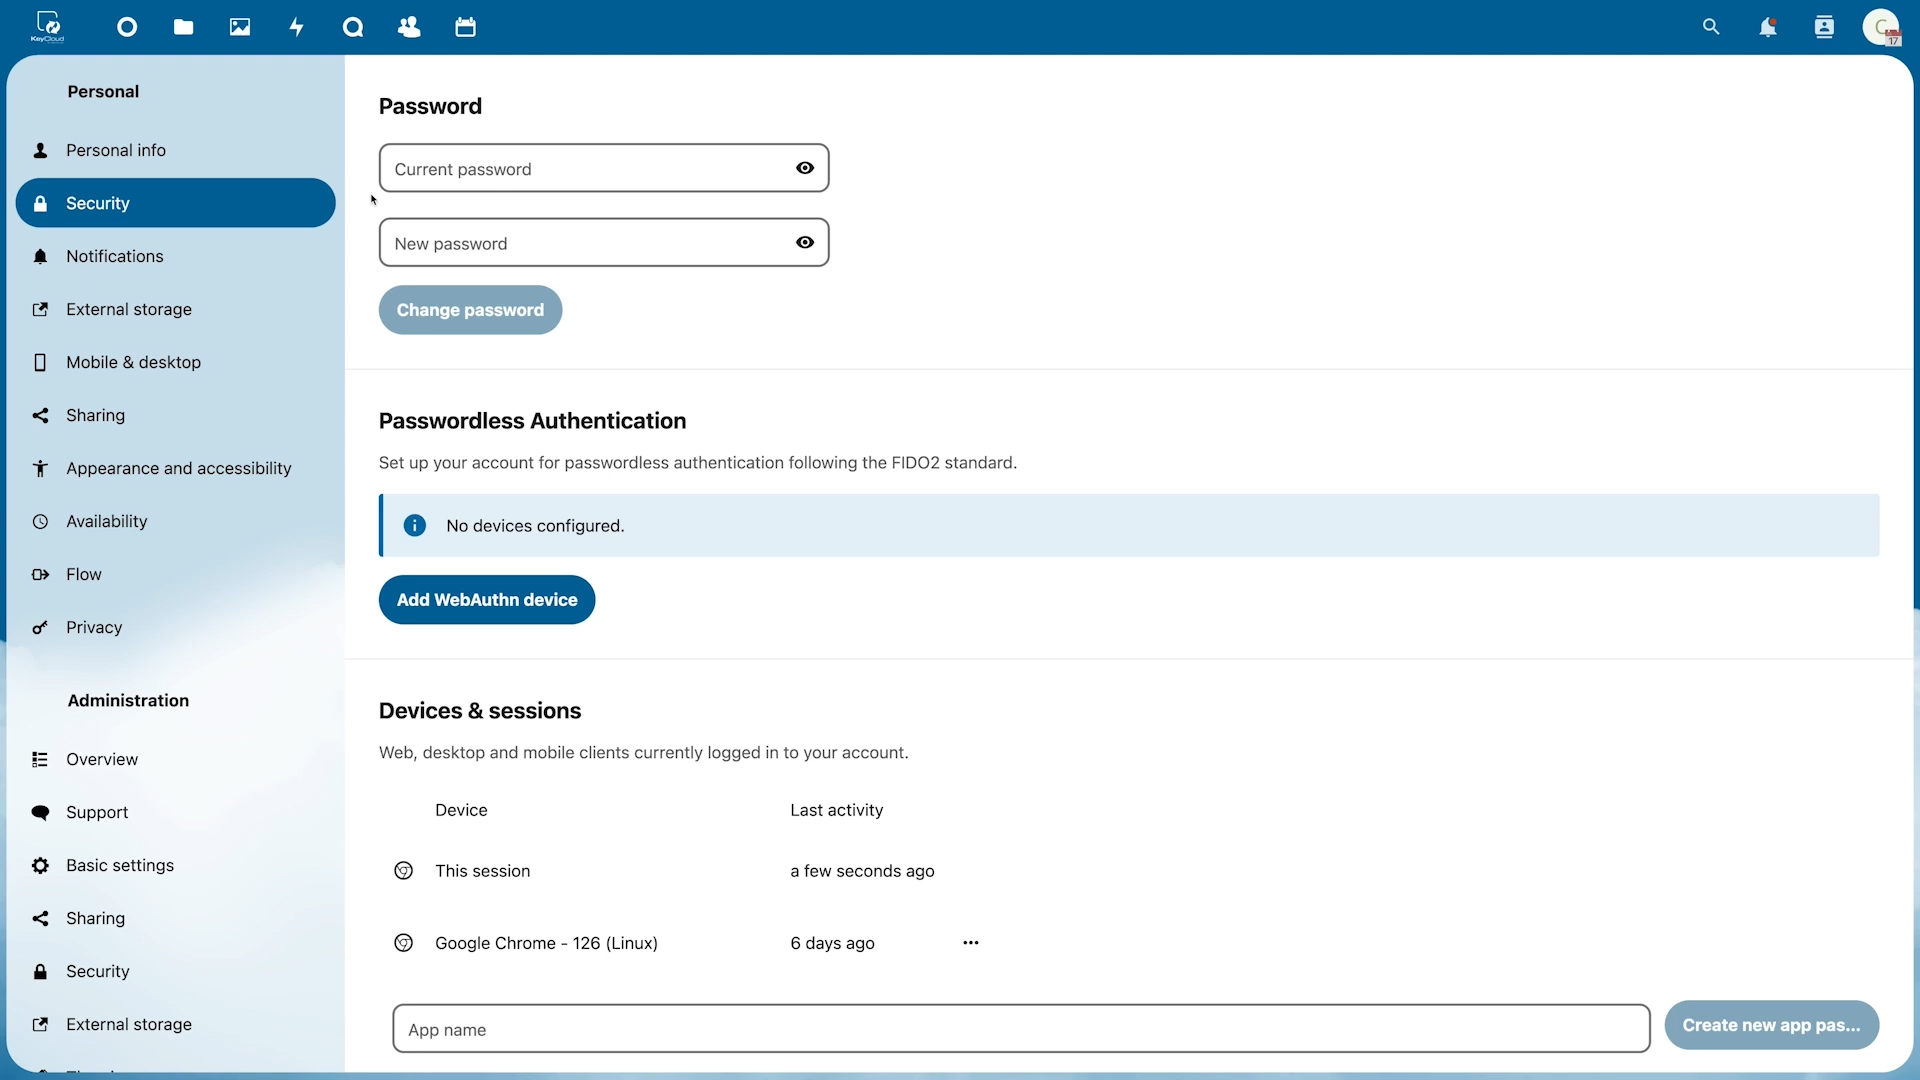 KeyCloud
C
17
Personal
Personal info
Security
Notifications
External storage
Mobile & desktop
Sharing
Appearance and accessibility
Availability
Flow
Privacy
Administration
Overview
Support
Basic settings
Sharing
Security
External storage
Password
Current password
New password
Change password
Passwordless Authentication
Set up your account for passwordless authentication following the FIDO2 standard.
No devices configured.
Add WebAuthn device
Devices & sessions
Web, desktop and mobile clients currently logged in to your account.
Device Last activity
This session a few seconds ago
Google Chrome - 126 (Linux) 6 days ago
App name
Create new app pas...